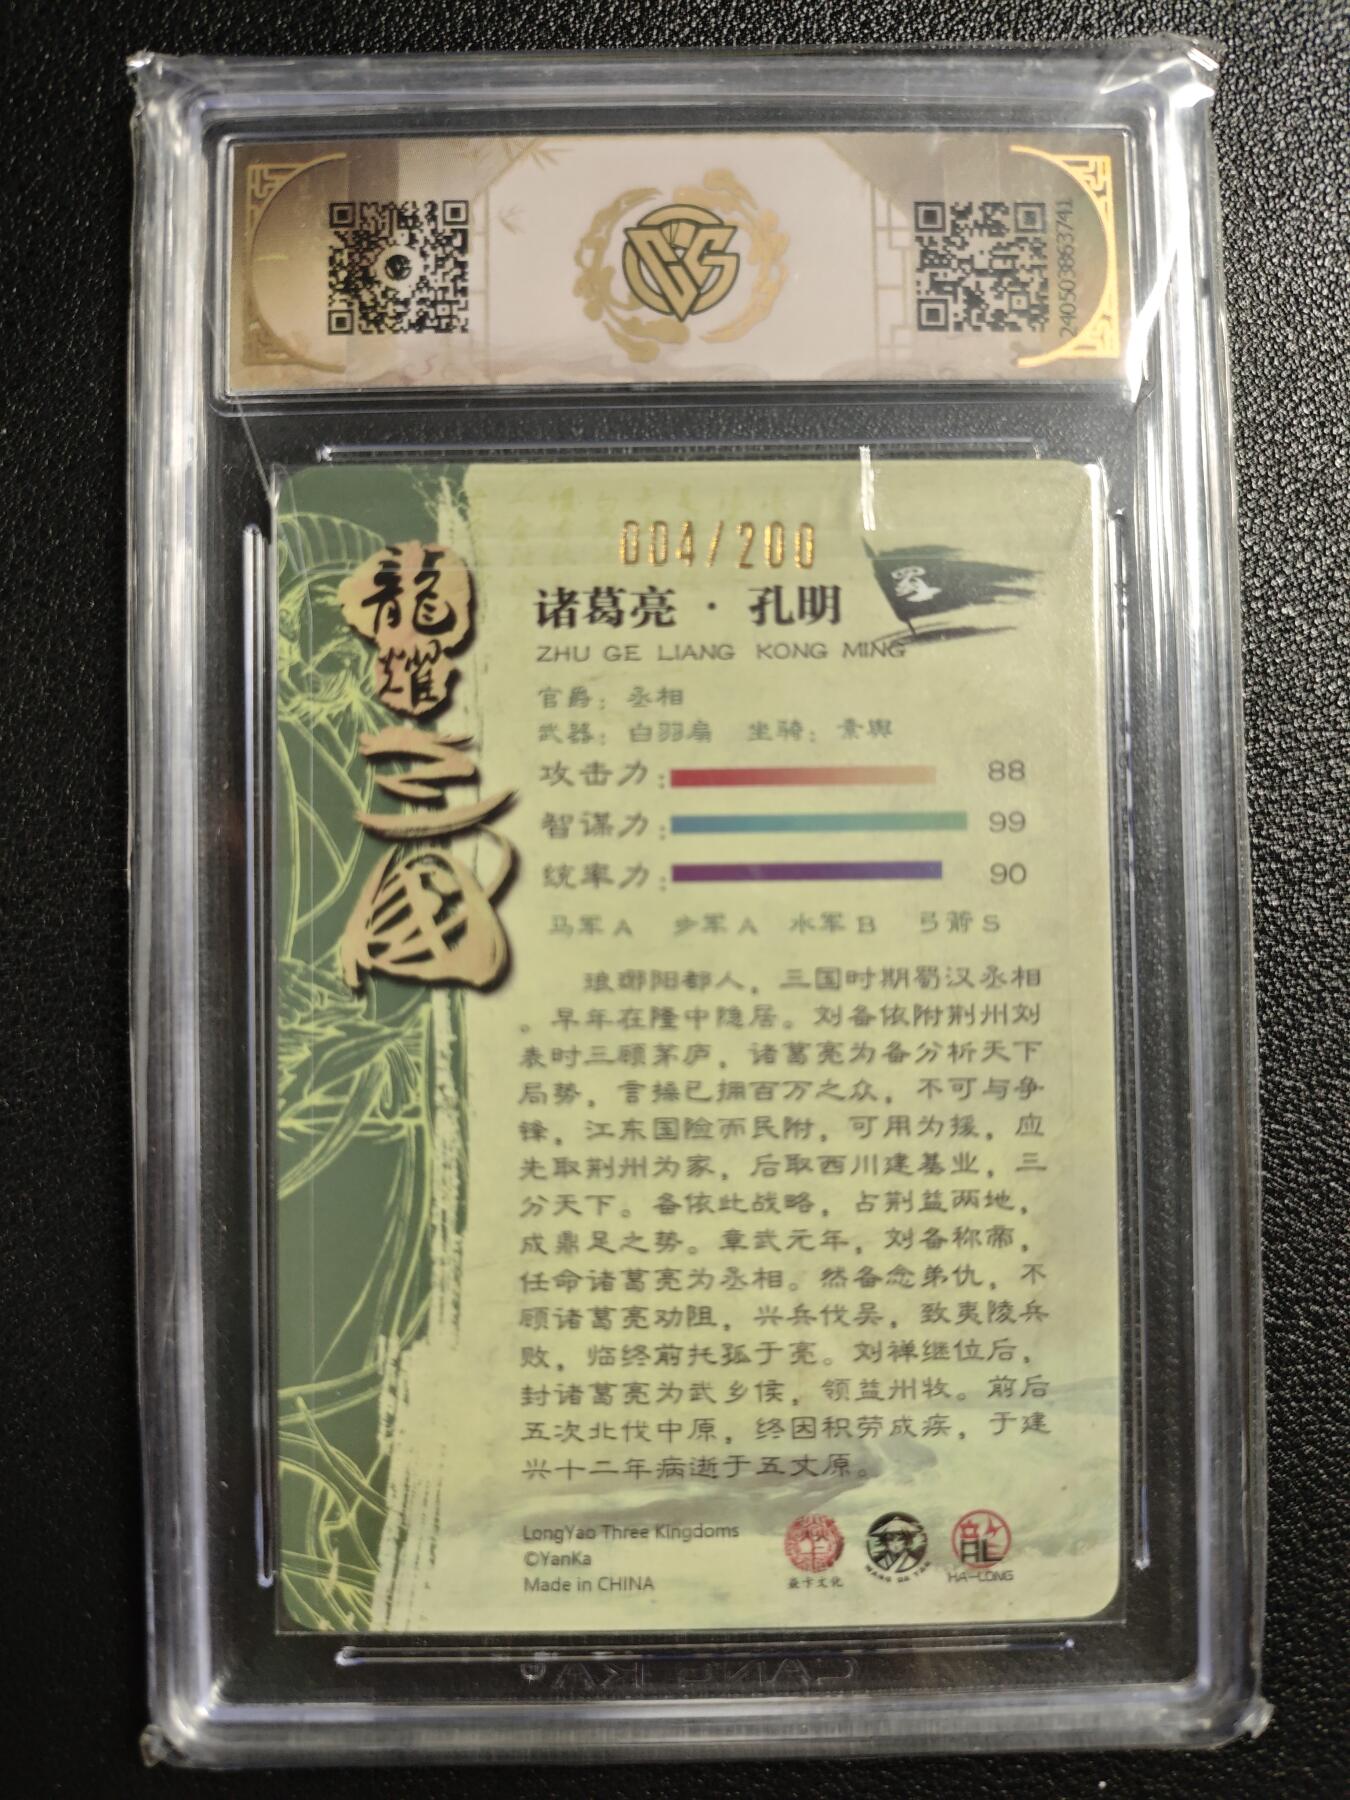 240503863741
004/200
龍耀三國
诸葛亮 · 孔明
蜀
ZHU GE LIANG KONG MING
官爵：丞相
武器：白羽扇 坐骑：素舆
攻击力： 88
智谋力： 99
统率力： 90
马军A 步军A 水军B 弓箭S
琅琊阳都人，三国时期蜀汉丞相
。早年在隆中隐居。刘备依附荆州刘
表时三顾茅庐，诸葛亮为备分析天下
局势，言操已拥百万之众，不可与争
锋，江东国险而民附，可用为援，应
先取荆州为家，后取西川建基业，三
分天下。备依此战略，占荆益两地，
成鼎足之势。章武元年，刘备称帝，
任命诸葛亮为丞相。然备念弟仇，不
顾诸葛亮劝阻，兴兵伐吴，致夷陵兵
败，临终前托孤于亮。刘禅继位后，
封诸葛亮为武乡侯，领益州牧。前后
五次北伐中原，终因积劳成疾，于建
兴十二年病逝于五丈原。
LongYao Three Kingdoms
©YanKa
Made in CHINA
HA-LONG
CANG KA